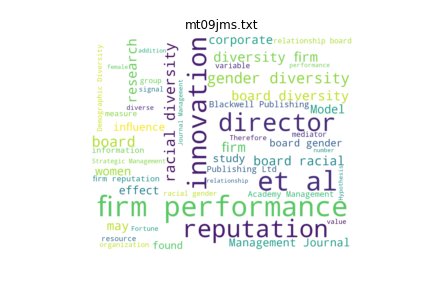 mt09jms.txt
corporate
relationship board
Demographic Diversity
research
addition
female
racial diversity
innovation
diversity firm
variable
performance
group
signal
gender diversity
diverse
measure
Journal Management
board diversity
Blackwell Publishing
Model
director
influence
Therefore
mediator
number
board
information
firm
board gender
Strategic Management
women
study
board racial
firm reputation
Publishing Ltd
et al
relationship
Hypothesis
effect
racial gender
Academy Management
firm performance
may
Fortune
reputation
value
resource
organization
found
Management Journal